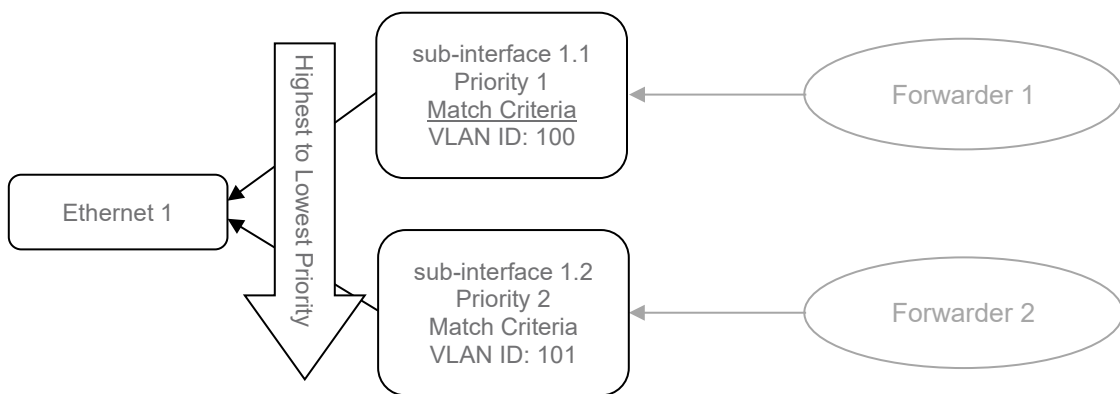 Ethernet 1
Highest to Lowest Priority
sub-interface 1.1
Priority 1
Match Criteria
VLAN ID: 100
Forwarder 1
sub-interface 1.2
Priority 2
Match Criteria
VLAN ID: 101
Forwarder 2